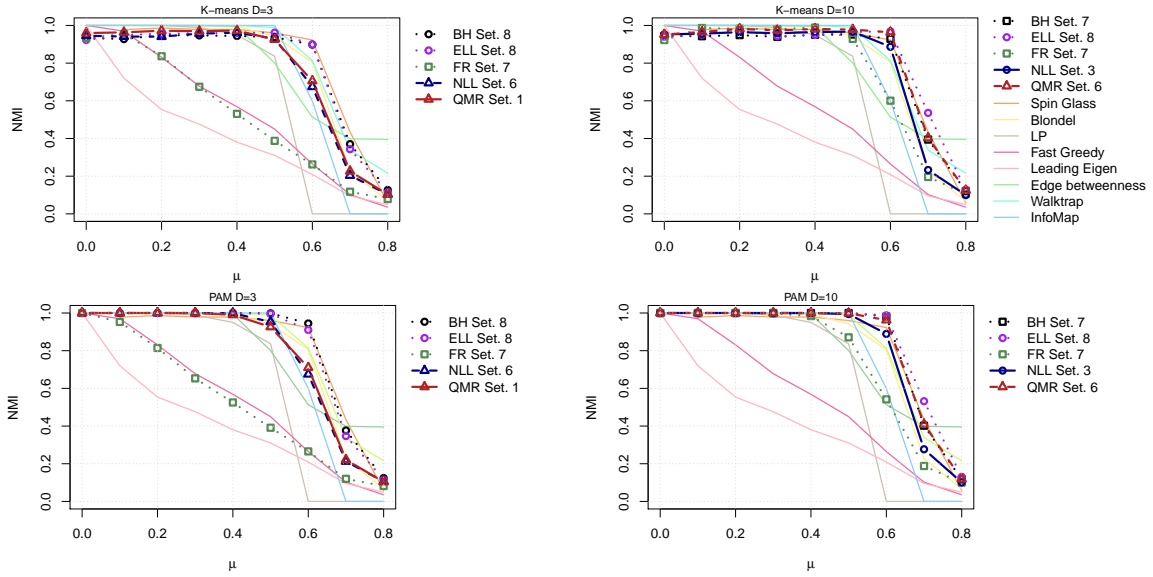 K-means D=3
NMI
0.0 0.2 0.4 0.6 0.8 1.0
0.0 0.2 0.4 0.6 0.8
μ
BH Set. 8
ELL Set. 8
FR Set. 7
NLL Set. 6
QMR Set. 1
K-means D=10
NMI
0.0 0.2 0.4 0.6 0.8 1.0
0.0 0.2 0.4 0.6 0.8
μ
BH Set. 7
ELL Set. 8
FR Set. 7
NLL Set. 3
QMR Set. 6
Spin Glass
Blondel
LP
Fast Greedy
Leading Eigen
Edge betweenness
Walktrap
InfoMap
PAM D=3
NMI
0.0 0.2 0.4 0.6 0.8 1.0
0.0 0.2 0.4 0.6 0.8
μ
BH Set. 8
ELL Set. 8
FR Set. 7
NLL Set. 6
QMR Set. 1
PAM D=10
NMI
0.0 0.2 0.4 0.6 0.8 1.0
0.0 0.2 0.4 0.6 0.8
μ
BH Set. 7
ELL Set. 8
FR Set. 7
NLL Set. 3
QMR Set. 6